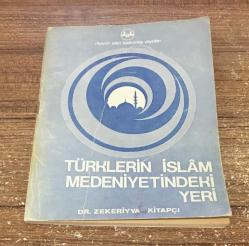 TÜRKLERİN İSLÂM
MEDENİYETİNDEKİ
YERİ
DR. ZEKERİYYA KİTAPÇI